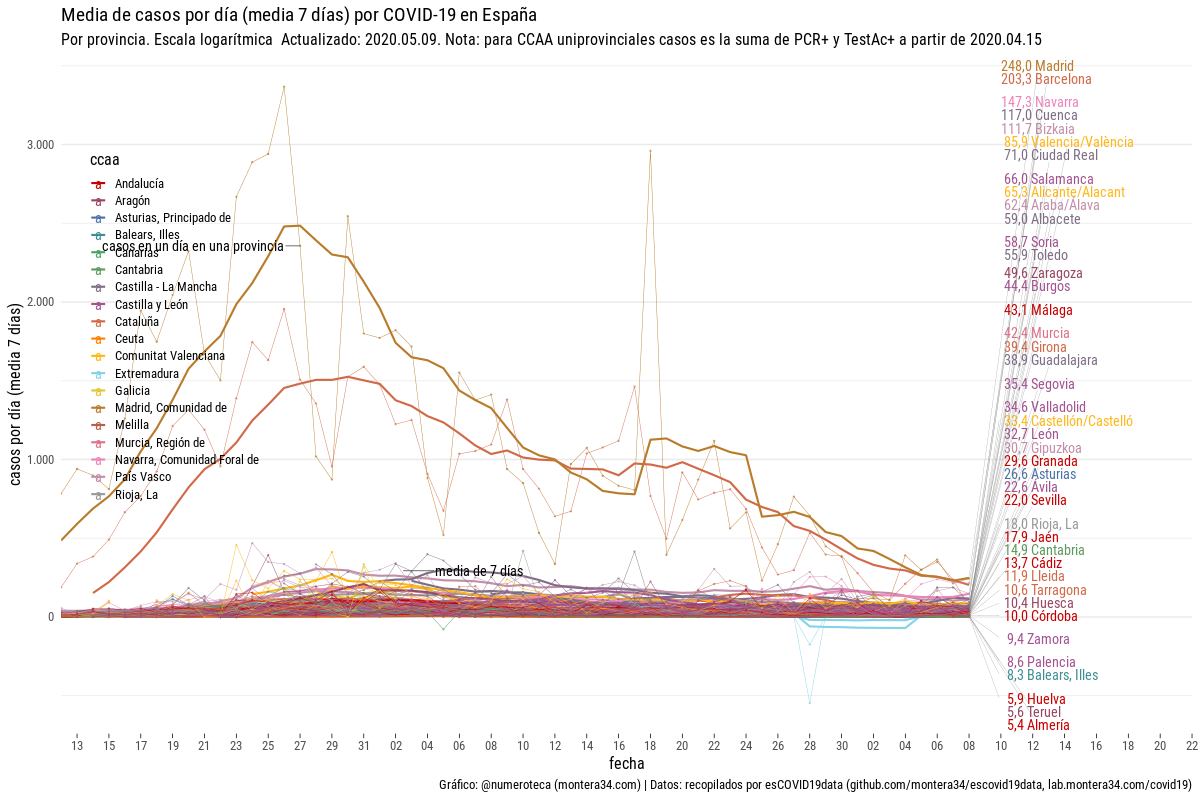 Media de casos por día (media 7 días) por COVID-19 en España
Por provincia. Escala logarítmica  Actualizado: 2020.05.09. Nota: para CCAA uniprovinciales casos es la suma de PCR+ y TestAc+ a partir de 2020.04.15
casos por día (media 7 días)
3.000
2.000
1.000
0
ccaa
Andalucía
Aragón
Asturias, Principado de
Balears, Illes
casos en un día en una provincia
Canarias
Cantabria
Castilla - La Mancha
Castilla y León
Cataluña
Ceuta
Comunitat Valenciana
Extremadura
Galicia
Madrid, Comunidad de
Melilla
Murcia, Región de
Navarra, Comunidad Foral de
País Vasco
Rioja, La
media de 7 días
248,0 Madrid
203,3 Barcelona
147,3 Navarra
117,0 Cuenca
111,7 Bizkaia
85,9 Valencia/València
71,0 Ciudad Real
66,0 Salamanca
65,3 Alicante/Alacant
62,4 Araba/Álava
59,0 Albacete
58,7 Soria
55,9 Toledo
49,6 Zaragoza
44,4 Burgos
43,1 Málaga
42,4 Murcia
39,4 Girona
38,9 Guadalajara
35,4 Segovia
34,6 Valladolid
33,4 Castellón/Castelló
32,7 León
30,7 Gipuzkoa
29,6 Granada
26,6 Asturias
22,6 Ávila
22,0 Sevilla
18,0 Rioja, La
17,9 Jaén
14,9 Cantabria
13,7 Cádiz
11,9 Lleida
10,6 Tarragona
10,4 Huesca
10,0 Córdoba
9,4 Zamora
8,6 Palencia
8,3 Balears, Illes
5,9 Huelva
5,6 Teruel
5,4 Almería
13 15 17 19 21 23 25 27 29 31 02 04 06 08 10 12 14 16 18 20 22 24 26 28 30 02 04 06 08 10 12 14 16 18 20 22
fecha
Gráfico: @numeroteca (montera34.com) | Datos: recopilados por esCOVID19data (github.com/montera34/escovid19data, lab.montera34.com/covid19)